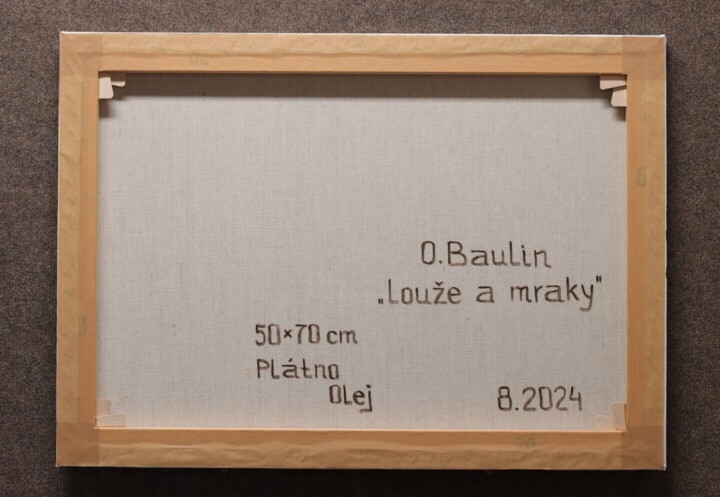 O.Baulin
„Louže a mraky"
50×70 cm
Plátno
Olej
8.2024